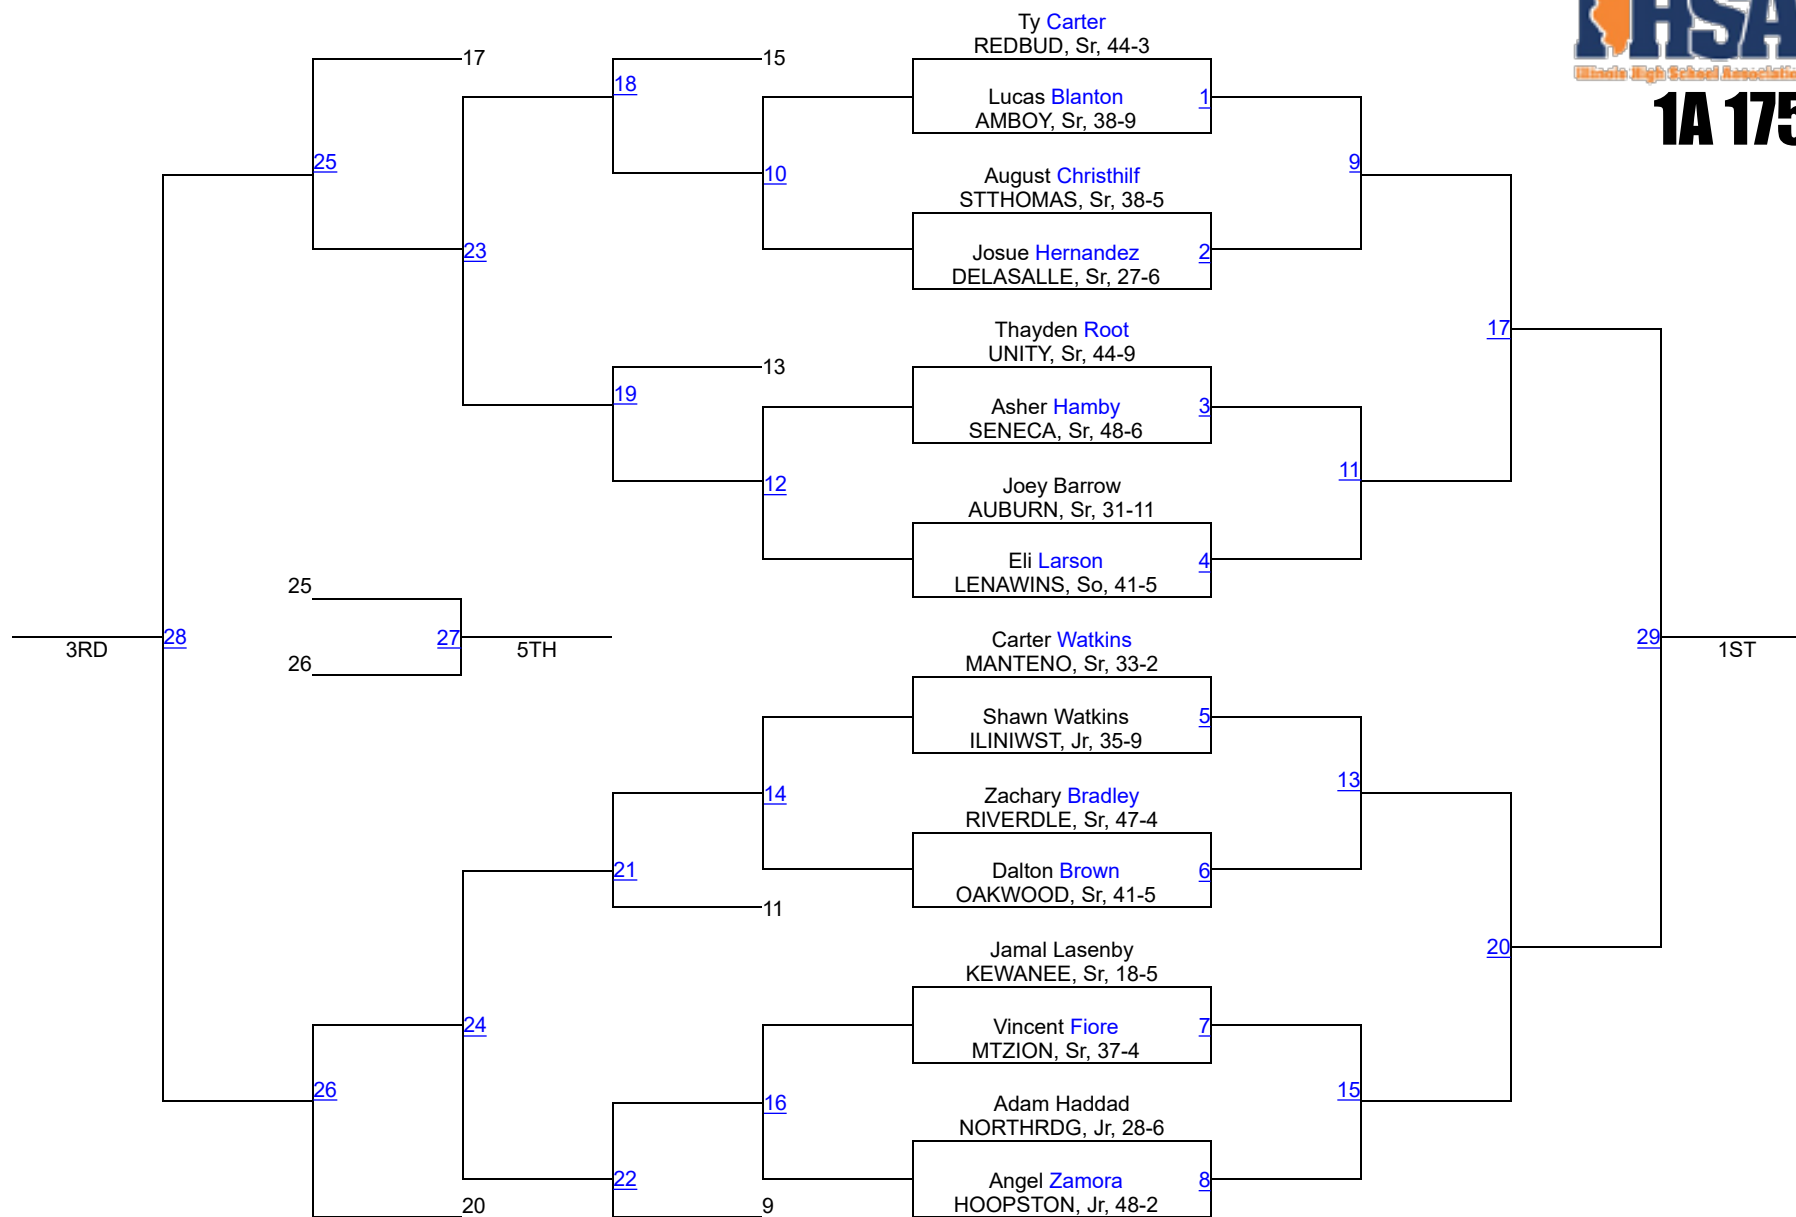 Ty Carter
REDBUD, Sr, 44-3
HSA
Illinois High School Associatio
1A 175
17
15
18
Lucas Blanton
AMBOY, Sr, 38-9
1
25
10
August Christhilf
STTHOMAS, Sr, 38-5
9
23
Josue Hernandez
DELASALLE, Sr, 27-6
2
Thayden Root
UNITY, Sr, 44-9
17
13
19
Asher Hamby
SENECA, Sr, 48-6
3
12
Joey Barrow
AUBURN, Sr, 31-11
11
Eli Larson
LENAWINS, So, 41-5
4
25
28
3RD
26
27
5TH
Carter Watkins
MANTENO, Sr, 33-2
29
1ST
Shawn Watkins
ILINIWST, Jr, 35-9
5
14
Zachary Bradley
RIVERDLE, Sr, 47-4
13
21
Dalton Brown
OAKWOOD, Sr, 41-5
6
11
Jamal Lasenby
KEWANEE, Sr, 18-5
20
24
Vincent Fiore
MTZION, Sr, 37-4
7
26
16
Adam Haddad
NORTHRDG, Jr, 28-6
15
22
Angel Zamora
HOOPSTON, Jr, 48-2
8
20
9